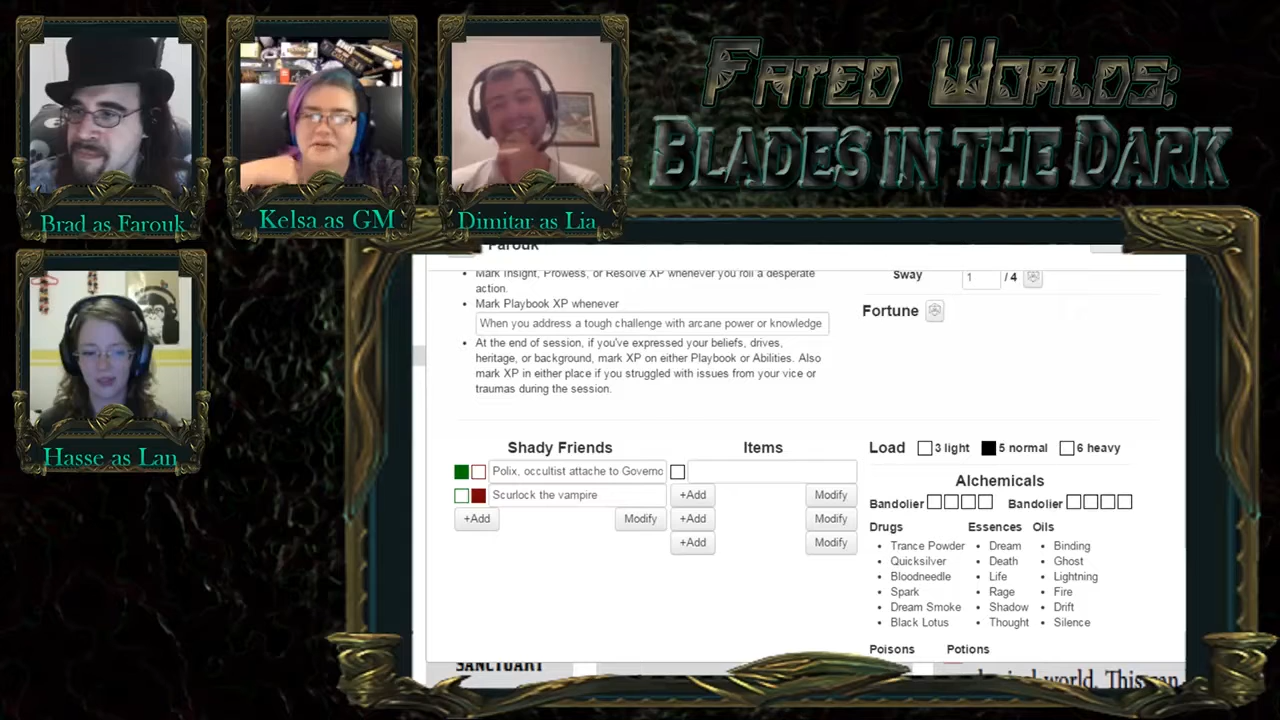 FATED WORLDS:
BLADES IN THE DARK
Brad as Farouk
Kelsa as GM
Dimitar as Lia
Hasse as Lan
Farouk
Mark Insight, Prowess, or Resolve XP whenever you roll a desperate
action.
Mark Playbook XP whenever
When you address a tough challenge with arcane power or knowledge
At the end of session, if you've expressed your beliefs, drives,
heritage, or background, mark XP on either Playbook or Abilities. Also
mark XP in either place if you struggled with issues from your vice or
traumas during the session.
Sway 1 / 4
Fortune
Shady Friends
Polix, occultist attache to Governo
Scurlock the vampire
+Add Modify
Items
+Add Modify
+Add Modify
+Add Modify
Load 3 light 5 normal 6 heavy
Alchemicals
Bandolier Bandolier
Drugs Essences Oils
Trance Powder Dream Binding
Quicksilver Death Ghost
Bloodneedle Life Lightning
Spark Rage Fire
Dream Smoke Shadow Drift
Black Lotus Thought Silence
Poisons Potions
SANCTUARY
world. This can